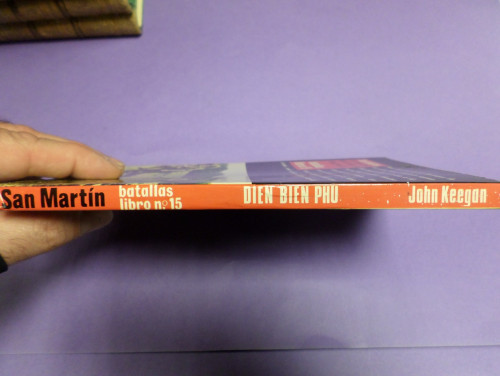 San Martín
batallas
libro nº 15
DIEN BIEN PHU
John Keegan